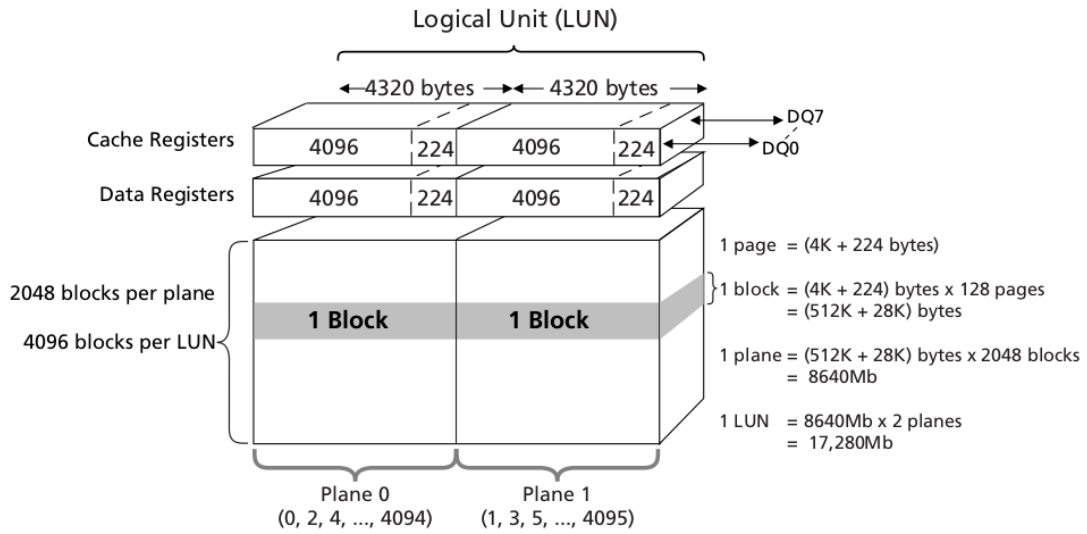 Logical Unit (LUN)
4320 bytes 4320 bytes
Cache Registers 4096 224 4096 224 DQ7
DQ0
Data Registers 4096 224 4096 224
1 page = (4K + 224 bytes)
2048 blocks per plane
4096 blocks per LUN
1 Block 1 Block
1 block = (4K + 224) bytes x 128 pages
= (512K + 28K) bytes
1 plane = (512K + 28K) bytes x 2048 blocks
= 8640Mb
1 LUN = 8640Mb x 2 planes
= 17,280Mb
Plane 0
(0, 2, 4, ..., 4094)
Plane 1
(1, 3, 5, ..., 4095)